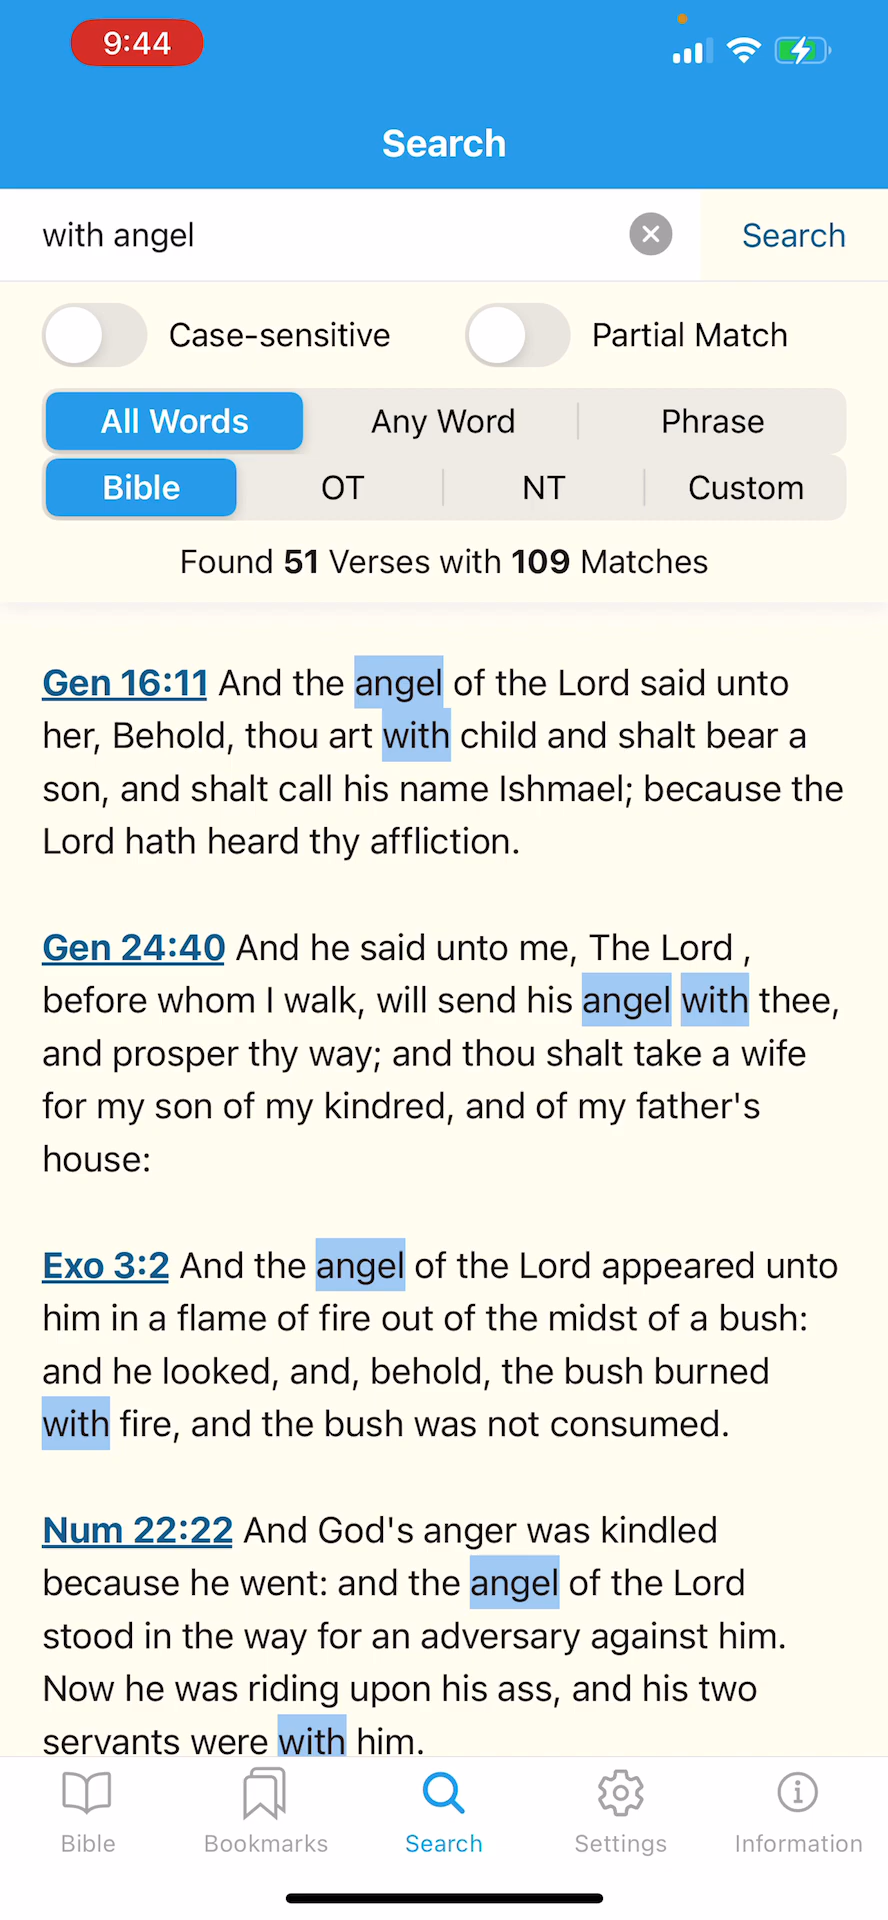 9:44
Search
with angel
Search
Case-sensitive
Partial Match
All Words
Any Word
Phrase
Bible
OT
NT
Custom
Found 51 Verses with 109 Matches
Gen 16:11 And the angel of the Lord said unto
her, Behold, thou art with child and shalt bear a
son, and shalt call his name Ishmael; because the
Lord hath heard thy affliction.
Gen 24:40 And he said unto me, The Lord ,
before whom I walk, will send his angel with thee,
and prosper thy way; and thou shalt take a wife
for my son of my kindred, and of my father's
house:
Exo 3:2 And the angel of the Lord appeared unto
him in a flame of fire out of the midst of a bush:
and he looked, and, behold, the bush burned
with fire, and the bush was not consumed.
Num 22:22 And God's anger was kindled
because he went: and the angel of the Lord
stood in the way for an adversary against him.
Now he was riding upon his ass, and his two
servants were with him.
Bible
Bookmarks
Search
Settings
Information